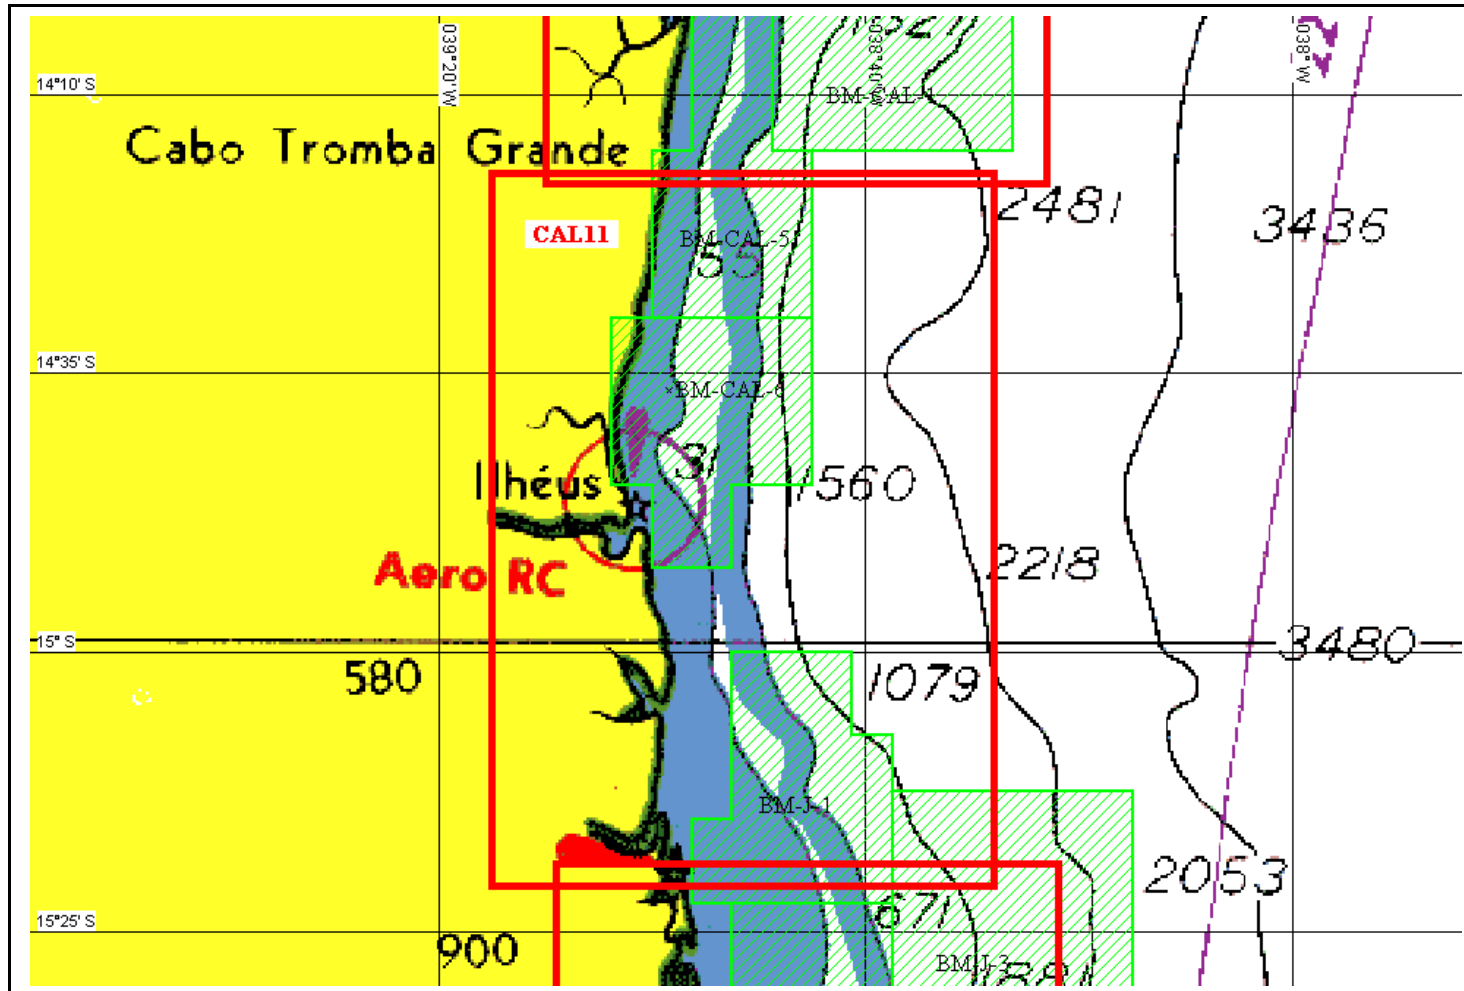 039°20'W
038°40'W
038° W
14°10' S
BM-CAL-1
Cabo Tromba Grande
2481
3436
CAL11
BM-CAL-5
55
14°35' S
BM-CAL-6
31
Ilhéus
1560
Aero RC
2218
15° S
3480
580
1079
BM-J-1
2053
15°25' S
671
900
BM-J-3